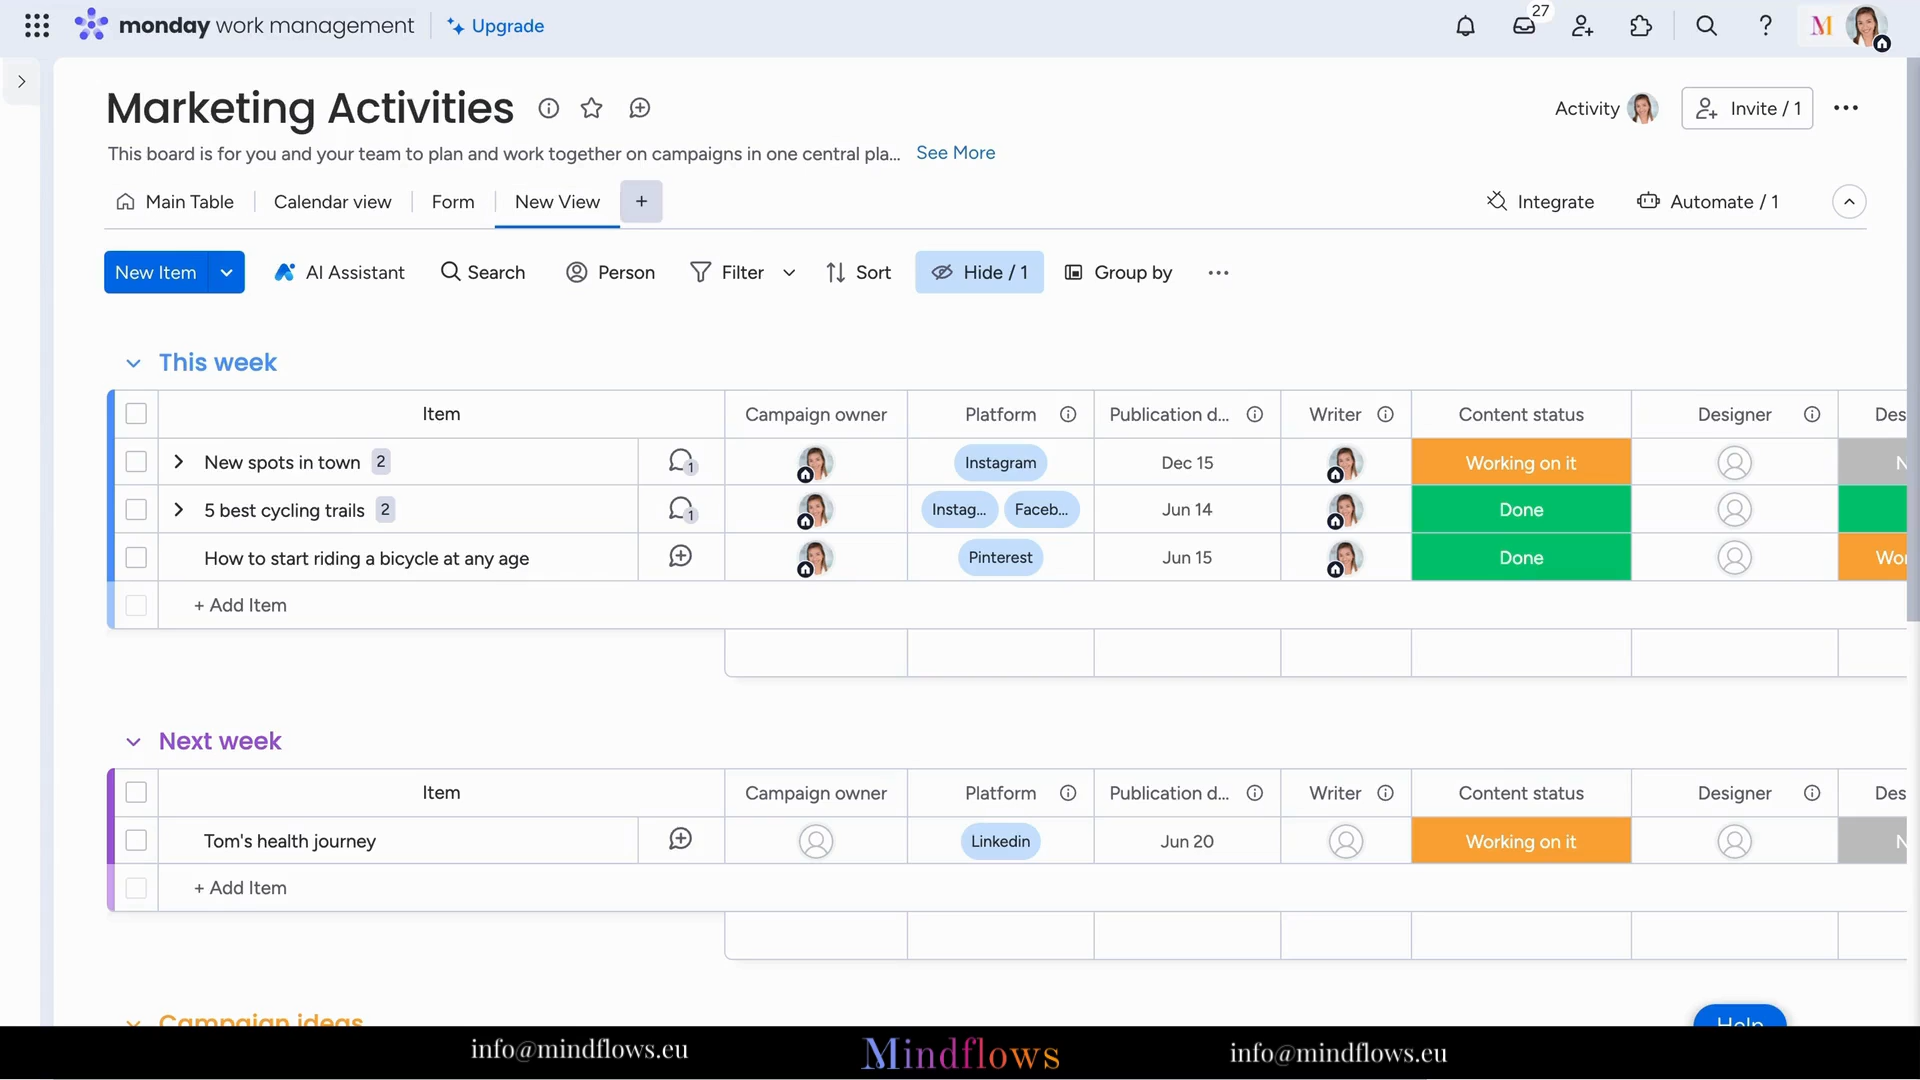 monday work management Upgrade 27 M
Marketing Activities Activity Invite / 1
This board is for you and your team to plan and work together on campaigns in one central pla... See More
Main Table Calendar view Form New View + Integrate Automate / 1
New Item AI Assistant Search Person Filter Sort Hide / 1 Group by
This week
Item Campaign owner Platform Publication d... Writer Content status Designer Des
New spots in town 2 1 Instagram Dec 15 Working on it N
5 best cycling trails 2 1 Instag... Faceb... Jun 14 Done
How to start riding a bicycle at any age Pinterest Jun 15 Done Wor
+ Add Item
Next week
Item Campaign owner Platform Publication d... Writer Content status Designer Des
Tom's health journey Linkedin Jun 20 Working on it N
+ Add Item
Campaign ideas Help
info@mindflows.eu Mindflows info@mindflows.eu